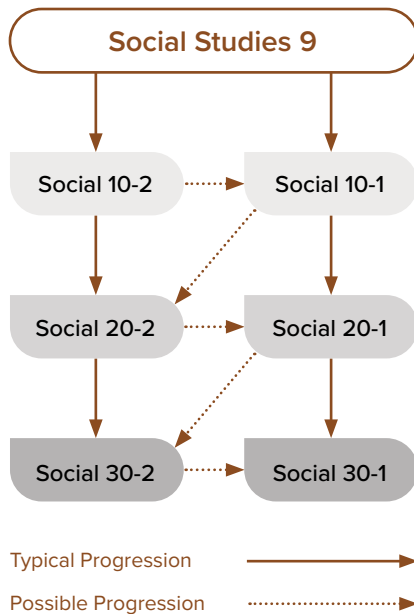 Social Studies 9
Social 10-2
Social 10-1
Social 20-2
Social 20-1
Social 30-2
Social 30-1
Typical Progression
Possible Progression